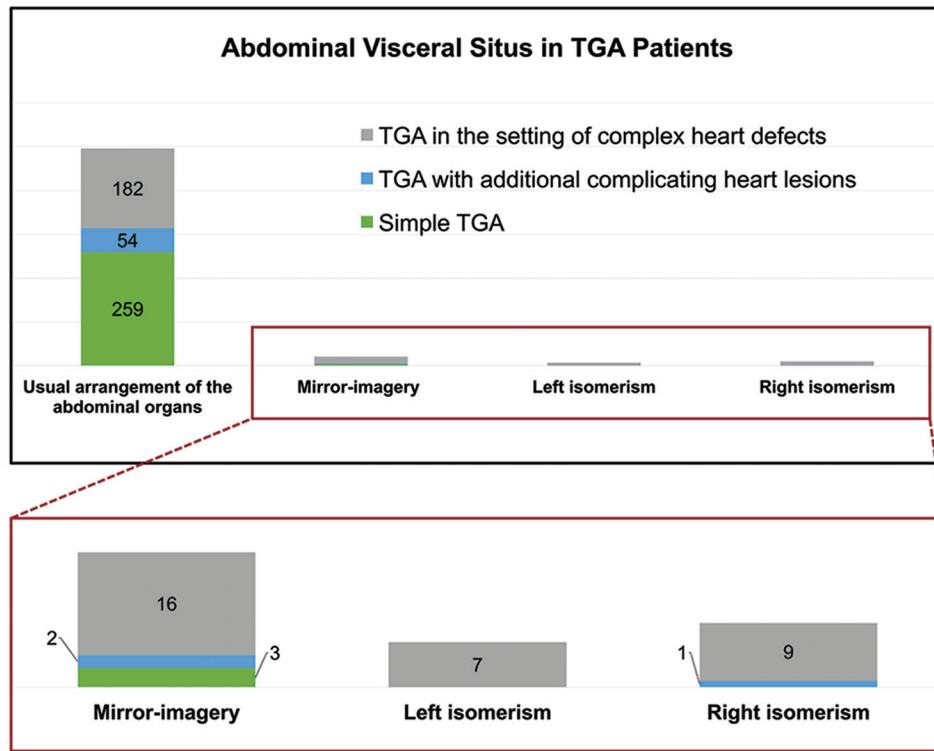 Abdominal Visceral Situs in TGA Patients
TGA in the setting of complex heart defects
TGA with additional complicating heart lesions
Simple TGA
182
54
259
Usual arrangement of the
abdominal organs
Mirror-imagery
Left isomerism
Right isomerism
16
2
3
7
1
9
Mirror-imagery
Left isomerism
Right isomerism